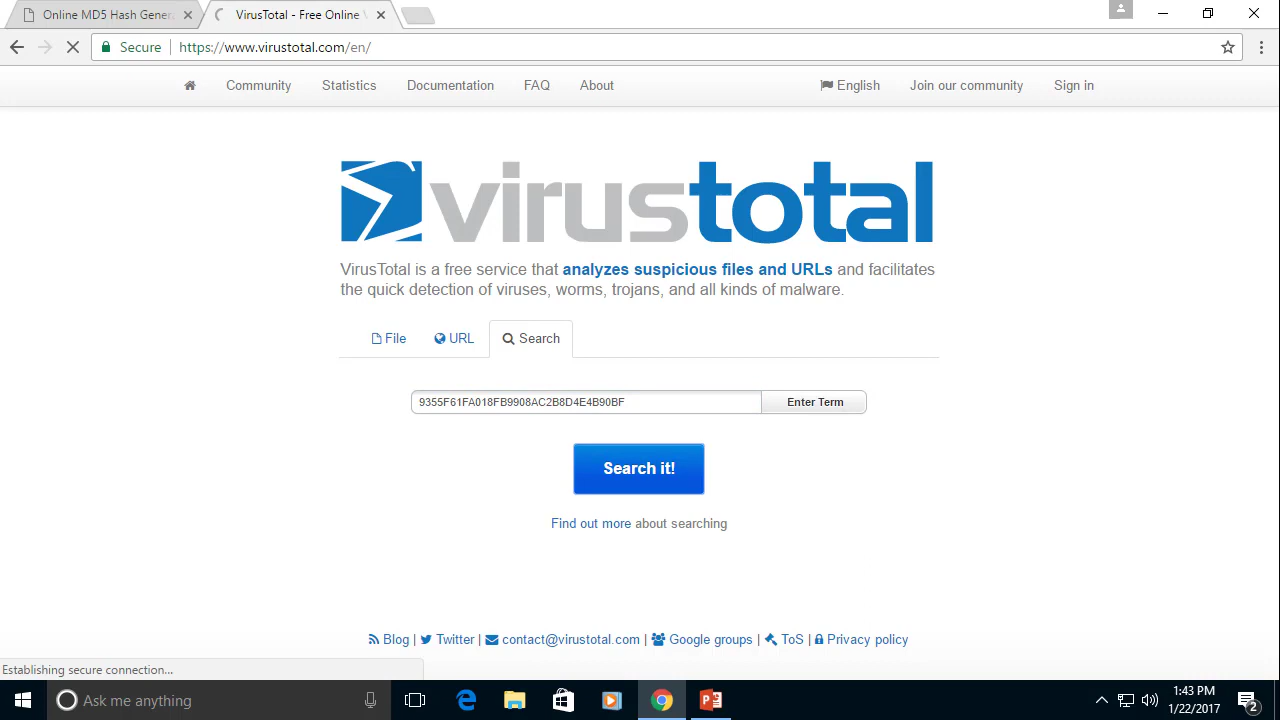 Online MD5 Hash Genera
VirusTotal - Free Online
Secure https://www.virustotal.com/en/
Community Statistics Documentation FAQ About English Join our community Sign in
virustotal
VirusTotal is a free service that analyzes suspicious files and URLs and facilitates
the quick detection of viruses, worms, trojans, and all kinds of malware.
File URL Search
9355F61FA018FB9908AC2B8D4E4B90BF Enter Term
Search it!
Find out more about searching
Blog | Twitter | contact@virustotal.com | Google groups | ToS | Privacy policy
Establishing secure connection...
Ask me anything
1:43 PM
1/22/2017
2